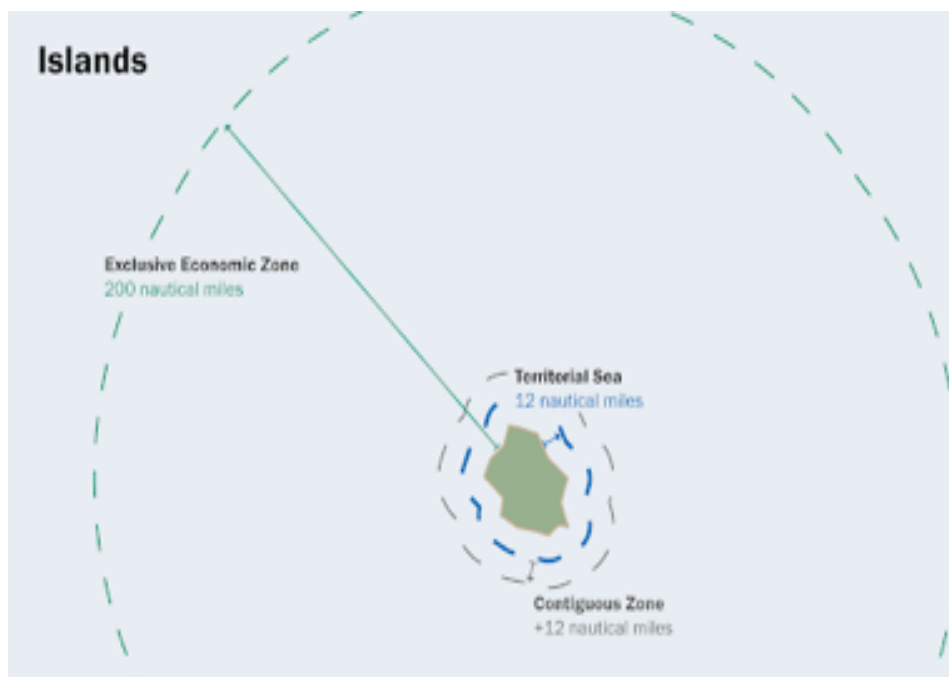 Islands
Exclusive Economic Zone
200 nautical miles
Territorial Sea
12 nautical miles
Contiguous Zone
+12 nautical miles